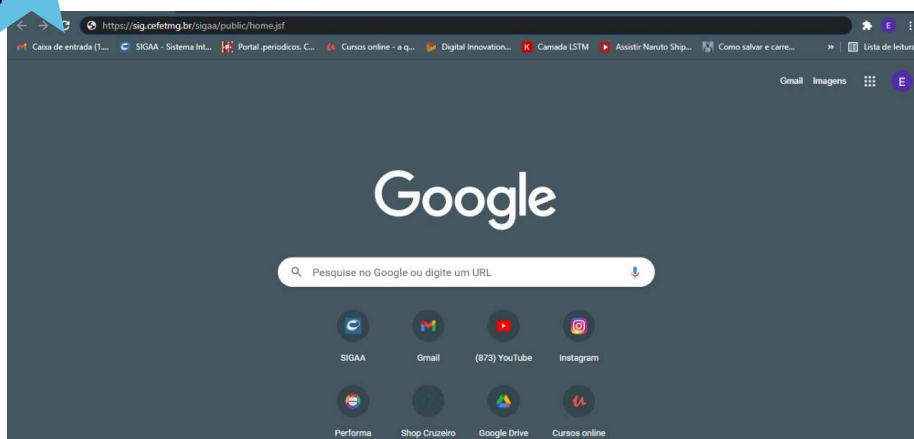 https://sig.cefetmg.br/sigaa/public/home.jsf E
Caixa de entrada (1.... SIGAA - Sistema Int... Portal .periodicos. C... Cursos online - a q... Digital Innovation... Camada LSTM Assistir Naruto Ship... Como salvar e carre... » Lista de leitura
Gmail Imagens E
Google
Pesquise no Google ou digite um URL
SIGAA Gmail (873) YouTube Instagram
Performa Shop Cruzeiro Google Drive Cursos online